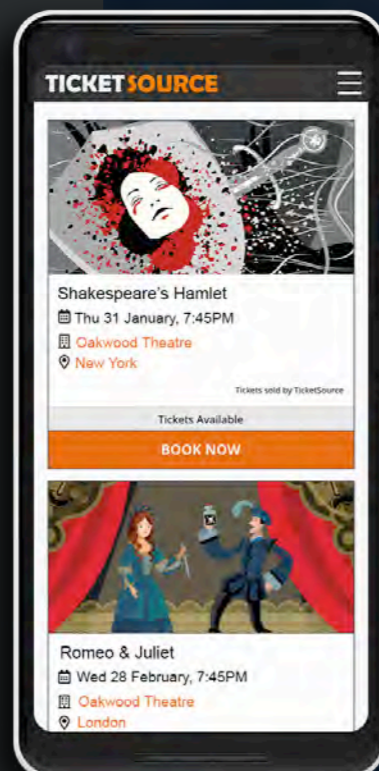 TICKETSOURCE
Shakespeare's Hamlet
Thu 31 January, 7:45PM
Oakwood Theatre
New York
Tickets sold by TicketSource
Tickets Available
BOOK NOW
Romeo & Juliet
Wed 28 February, 7:45PM
Oakwood Theatre
London